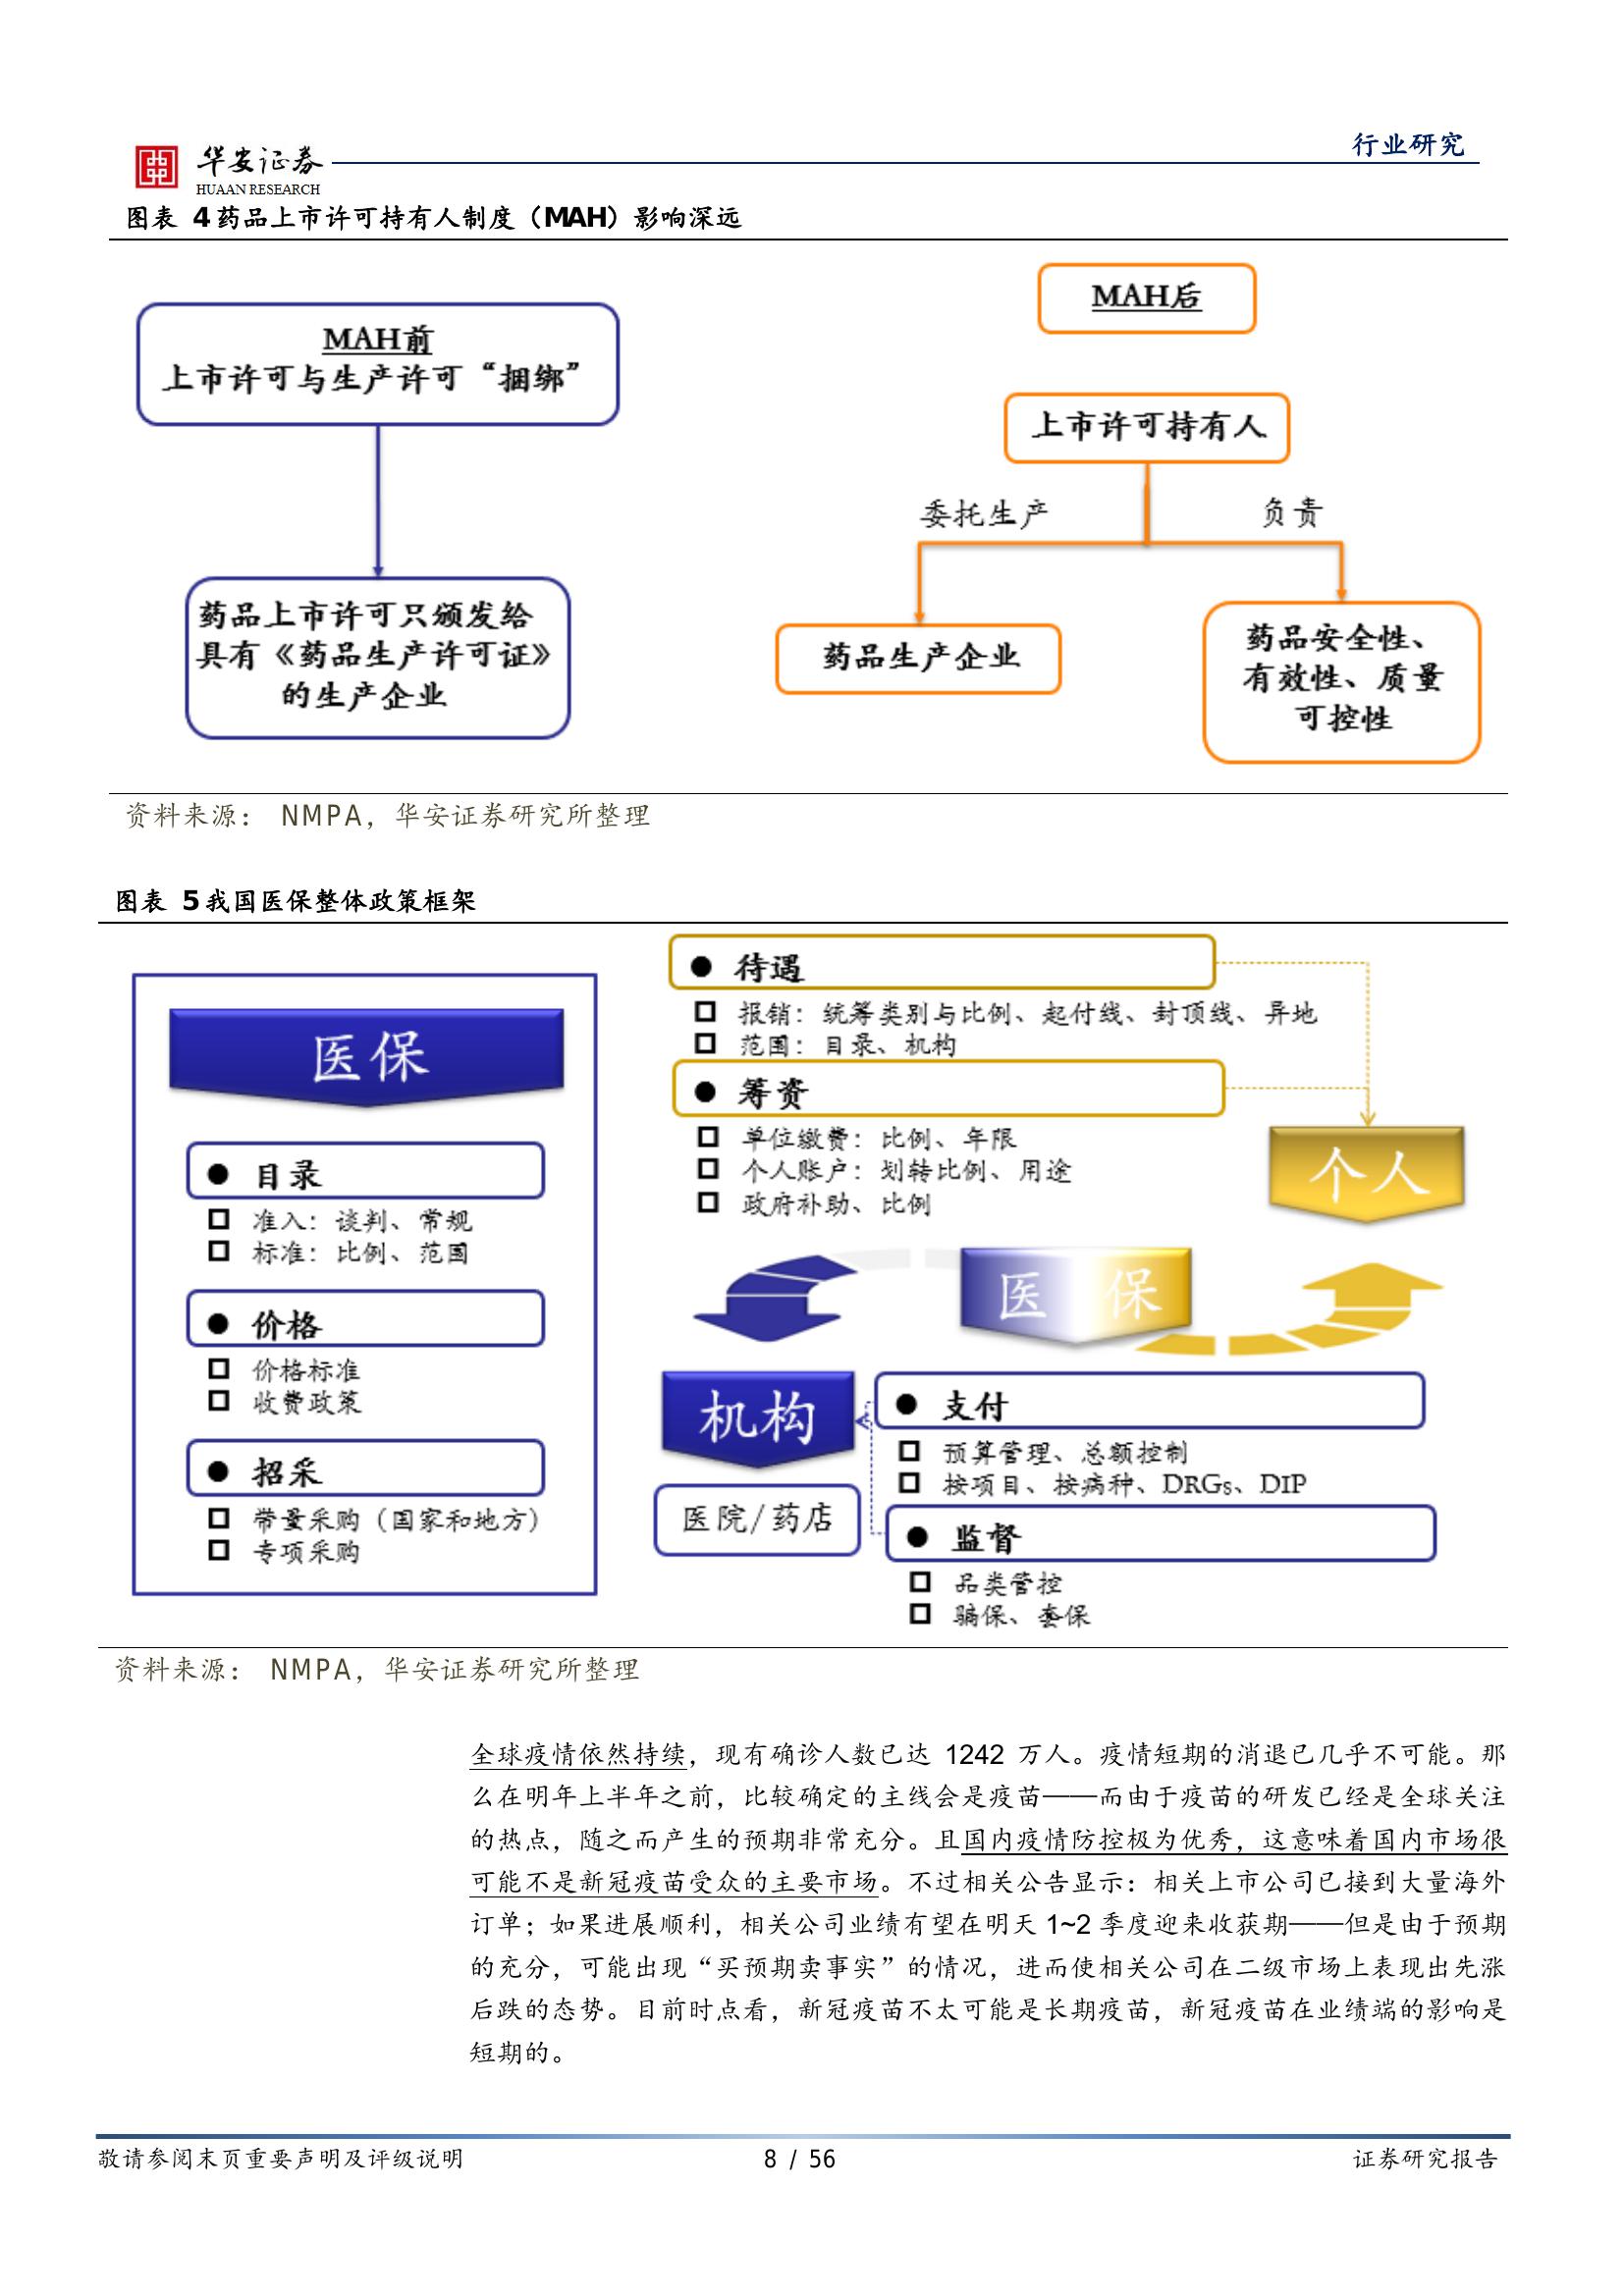 行业研究
华安证券
HUAAN RESEARCH
图表 4 药品上市许可持有人制度（MAH）影响深远
MAH前
上市许可与生产许可“捆绑”
药品上市许可只颁发给
具有《药品生产许可证》
的生产企业
MAH后
上市许可持有人
委托生产
负责
药品生产企业
药品安全性、
有效性、质量
可控性
资料来源： NMPA，华安证券研究所整理
图表 5 我国医保整体政策框架
医保
● 目录
准入：谈判、常规
标准：比例、范围
● 价格
价格标准
收费政策
● 招采
带量采购（国家和地方）
专项采购
● 待遇
报销：统筹类别与比例、起付线、封顶线、异地
范围：目录、机构
● 筹资
单位缴费：比例、年限
个人账户：划转比例、用途
政府补助、比例
个人
医 保
机构
医院/药店
● 支付
预算管理、总额控制
按项目、按病种、DRGs、DIP
● 监督
品类管控
骗保、套保
资料来源： NMPA，华安证券研究所整理
全球疫情依然持续，现有确诊人数已达 1242 万人。疫情短期的消退已几乎不可能。那
么在明年上半年之前，比较确定的主线会是疫苗——而由于疫苗的研发已经是全球关注
的热点，随之而产生的预期非常充分。且国内疫情防控极为优秀，这意味着国内市场很
可能不是新冠疫苗受众的主要市场。不过相关公告显示：相关上市公司已接到大量海外
订单；如果进展顺利，相关公司业绩有望在明天 1~2 季度迎来收获期——但是由于预期
的充分，可能出现“买预期卖事实”的情况，进而使相关公司在二级市场上表现出先涨
后跌的态势。目前时点看，新冠疫苗不太可能是长期疫苗，新冠疫苗在业绩端的影响是
短期的。
敬请参阅末页重要声明及评级说明
8 / 56
证券研究报告